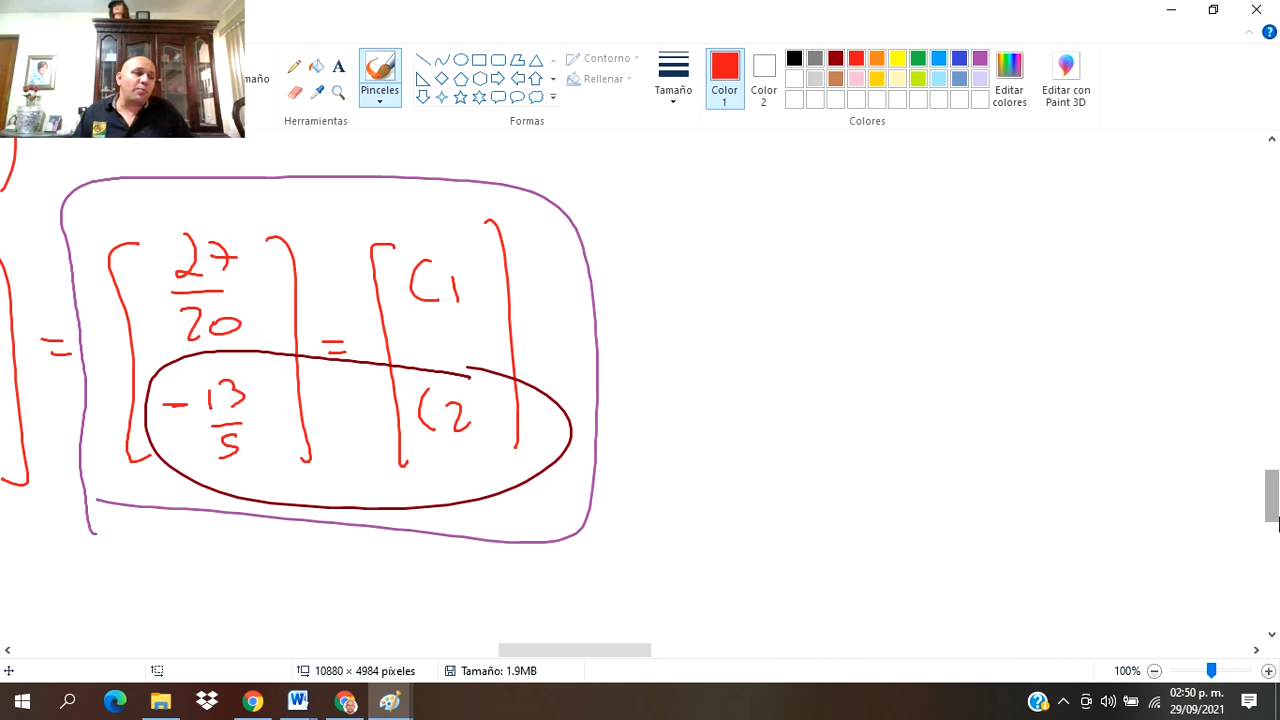 maño
Herramientas
A
Pinceles
Formas
Contorno
Rellenar
Tamaño
Color
1
Color
2
Editar
colores
Editar con
Paint 3D
Colores
?
=
27
20
-13
5
=
C1
C2
10880 × 4984 píxeles
Tamaño: 1.9MB
100%
W
?
02:50 p. m.
29/09/2021